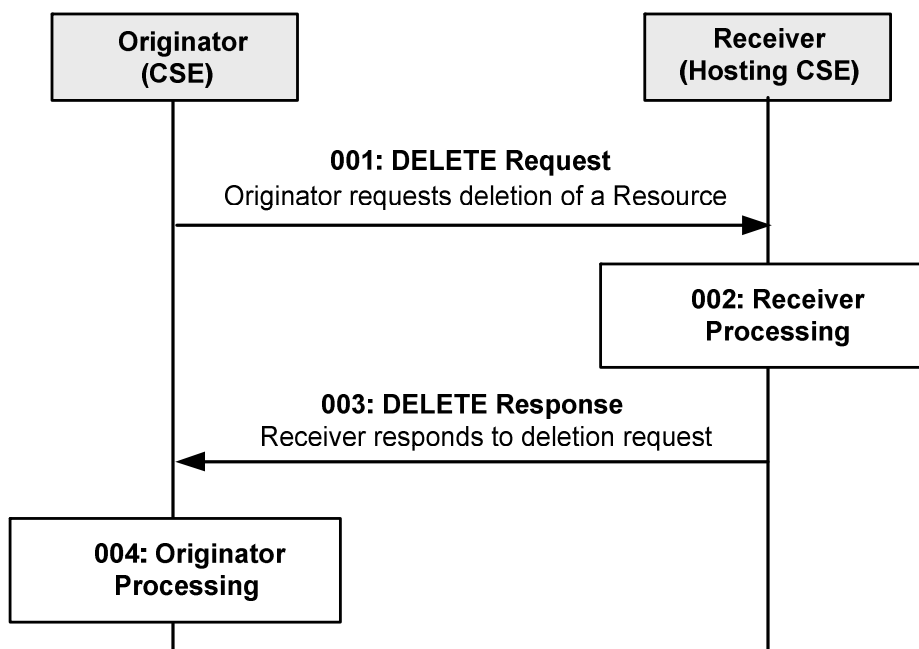 Originator
(CSE)
Receiver
(Hosting CSE)
001: DELETE Request
Originator requests deletion of a Resource
002: Receiver
Processing
003: DELETE Response
Receiver responds to deletion request
004: Originator
Processing